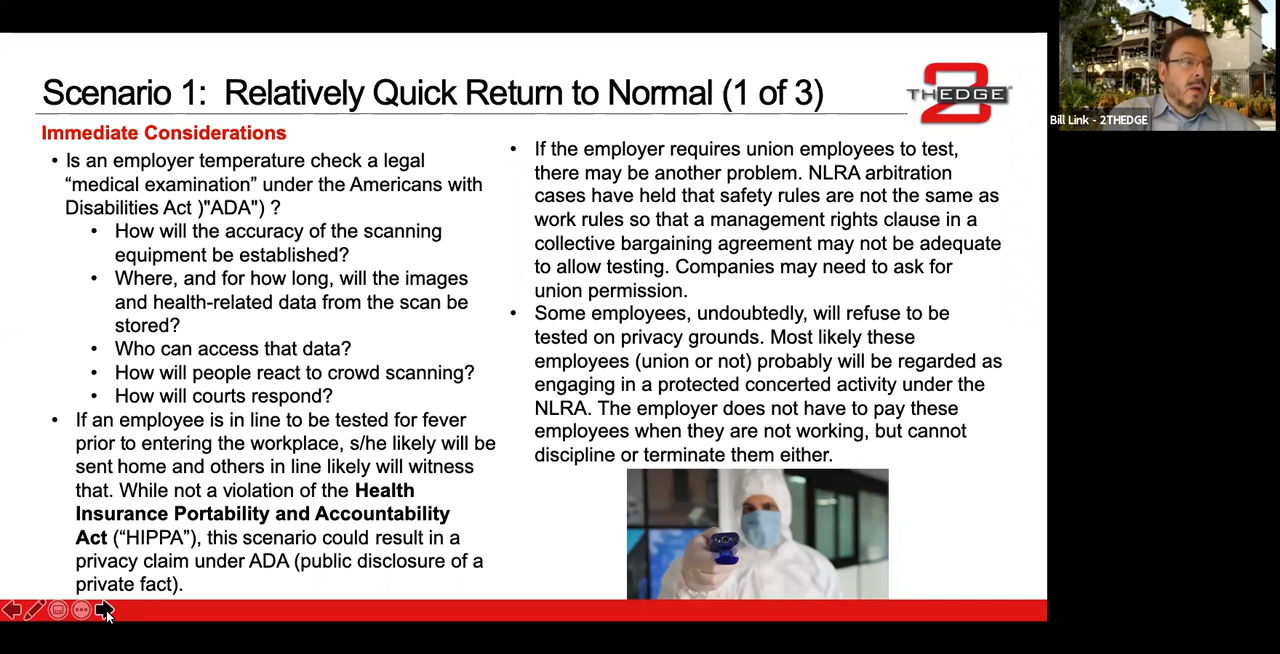 Scenario 1: Relatively Quick Return to Normal (1 of 3)
THEDGE
2
Immediate Considerations
• Is an employer temperature check a legal
“medical examination” under the Americans with
Disabilities Act )"ADA") ?
• How will the accuracy of the scanning
equipment be established?
• Where, and for how long, will the images
and health-related data from the scan be
stored?
• Who can access that data?
• How will people react to crowd scanning?
• How will courts respond?
• If an employee is in line to be tested for fever
prior to entering the workplace, s/he likely will be
sent home and others in line likely will witness
that. While not a violation of the Health
Insurance Portability and Accountability
Act (“HIPPA”), this scenario could result in a
privacy claim under ADA (public disclosure of a
private fact).
• If the employer requires union employees to test,
there may be another problem. NLRA arbitration
cases have held that safety rules are not the same as
work rules so that a management rights clause in a
collective bargaining agreement may not be adequate
to allow testing. Companies may need to ask for
union permission.
• Some employees, undoubtedly, will refuse to be
tested on privacy grounds. Most likely these
employees (union or not) probably will be regarded as
engaging in a protected concerted activity under the
NLRA. The employer does not have to pay these
employees when they are not working, but cannot
discipline or terminate them either.
Bill Link - 2THEDGE